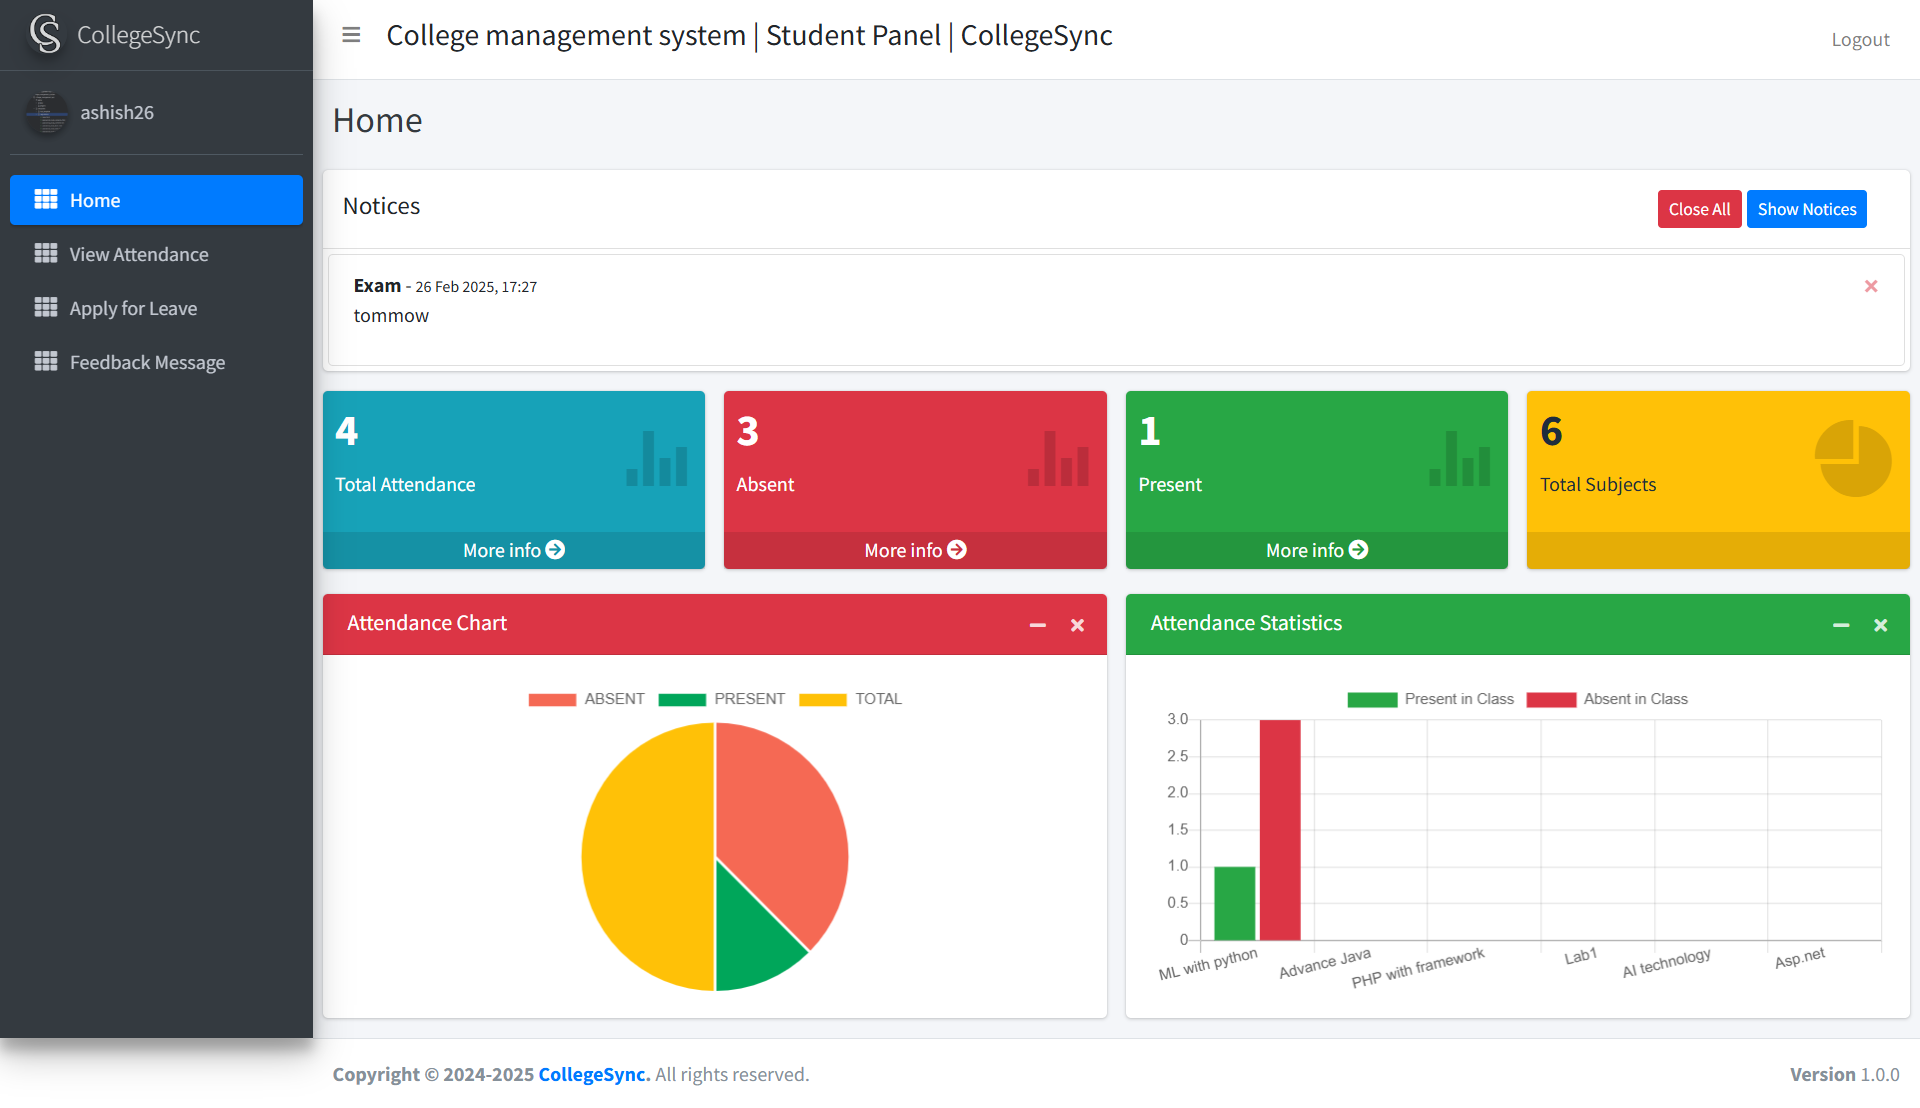 CollegeSync
College management system | Student Panel | CollegeSync
Logout
ashish26
Home
View Attendance
Apply for Leave
Feedback Message
Home
Notices
Close All
Show Notices
Exam - 26 Feb 2025, 17:27
tommow
4
Total Attendance
More info
3
Absent
More info
1
Present
More info
6
Total Subjects
Attendance Chart
ABSENT PRESENT TOTAL
Attendance Statistics
Present in Class Absent in Class
3.0
2.5
2.0
1.5
1.0
0.5
0
ML with python
Advance Java
PHP with framework
Lab1
AI technology
Asp.net
Copyright © 2024-2025 CollegeSync. All rights reserved.
Version 1.0.0